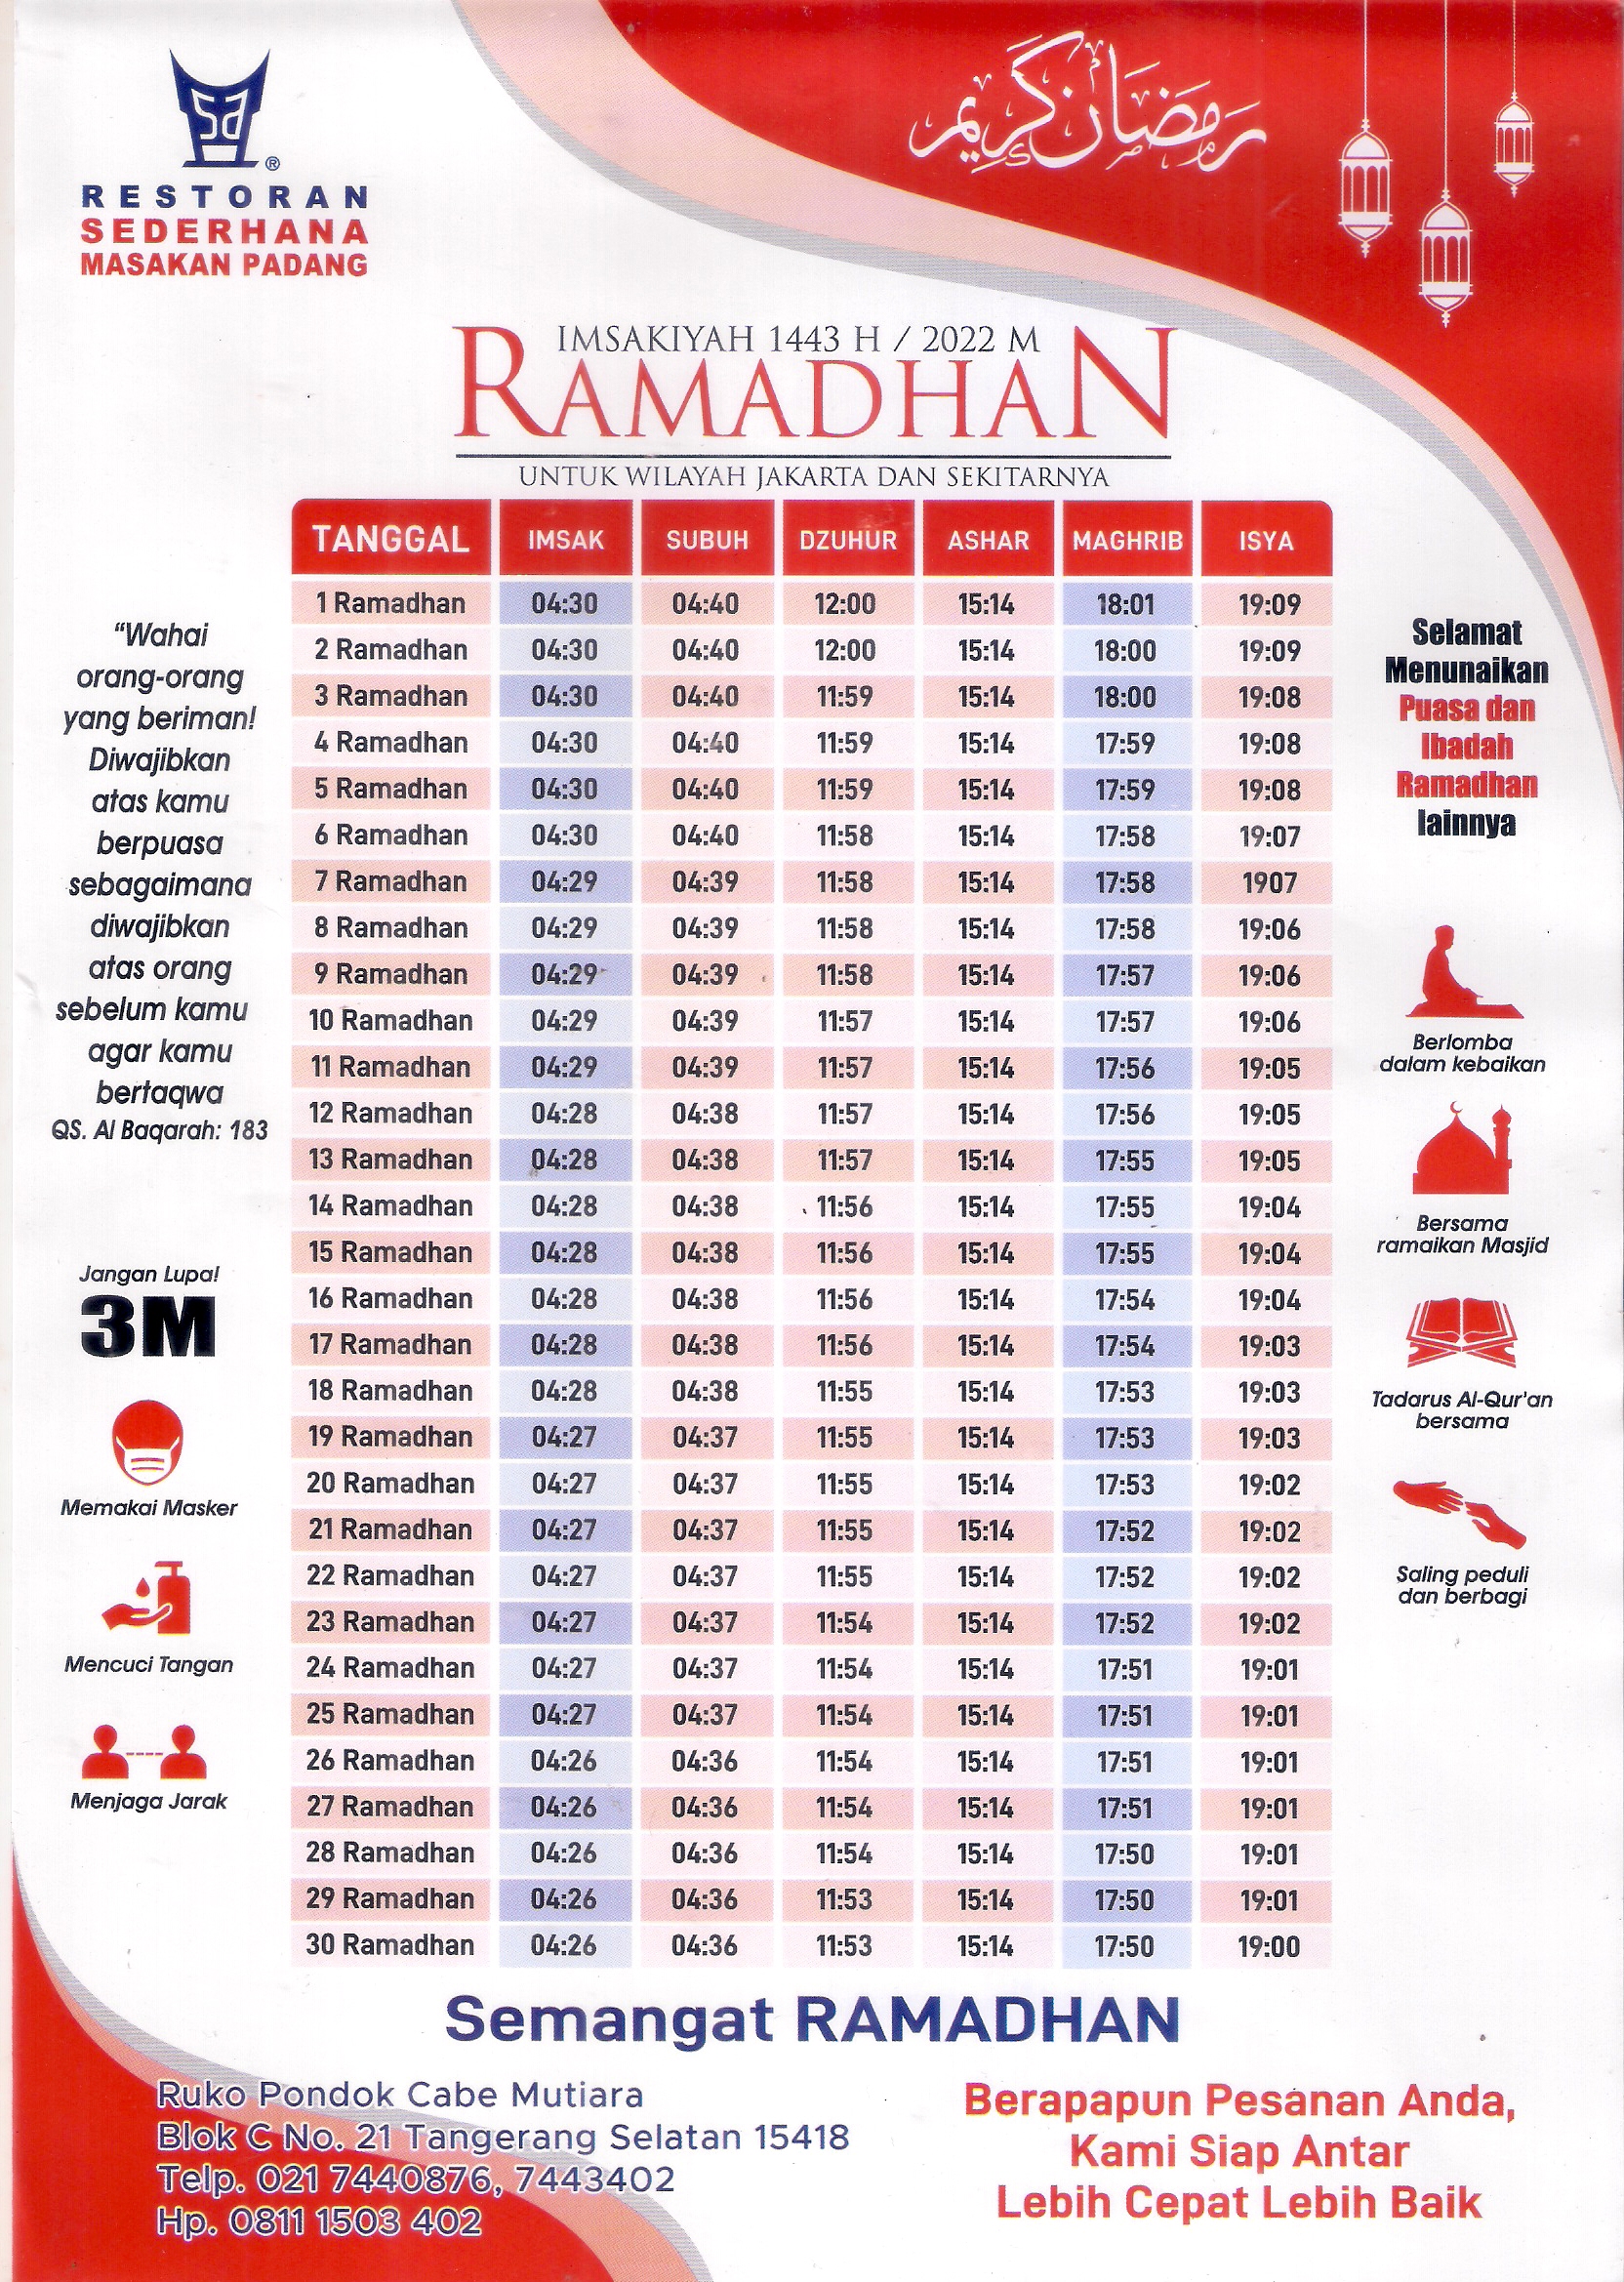 RESTORAN
SEDERHANA
MASAKAN PADANG
رمضان كريم
IMSAKIYAH 1443 H / 2022 M
RAMADHAN
UNTUK WILAYAH JAKARTA DAN SEKITARNYA
TANGGAL IMSAK SUBUH DZUHUR ASHAR MAGHRIB ISYA
1 Ramadhan 04:30 04:40 12:00 15:14 18:01 19:09
2 Ramadhan 04:30 04:40 12:00 15:14 18:00 19:09
3 Ramadhan 04:30 04:40 11:59 15:14 18:00 19:08
4 Ramadhan 04:30 04:40 11:59 15:14 17:59 19:08
5 Ramadhan 04:30 04:40 11:59 15:14 17:59 19:08
6 Ramadhan 04:30 04:40 11:58 15:14 17:58 19:07
7 Ramadhan 04:29 04:39 11:58 15:14 17:58 1907
8 Ramadhan 04:29 04:39 11:58 15:14 17:58 19:06
9 Ramadhan 04:29 04:39 11:58 15:14 17:57 19:06
10 Ramadhan 04:29 04:39 11:57 15:14 17:57 19:06
11 Ramadhan 04:29 04:39 11:57 15:14 17:56 19:05
12 Ramadhan 04:28 04:38 11:57 15:14 17:56 19:05
13 Ramadhan 04:28 04:38 11:57 15:14 17:55 19:05
14 Ramadhan 04:28 04:38 11:56 15:14 17:55 19:04
15 Ramadhan 04:28 04:38 11:56 15:14 17:55 19:04
16 Ramadhan 04:28 04:38 11:56 15:14 17:54 19:04
17 Ramadhan 04:28 04:38 11:56 15:14 17:54 19:03
18 Ramadhan 04:28 04:38 11:55 15:14 17:53 19:03
19 Ramadhan 04:27 04:37 11:55 15:14 17:53 19:03
20 Ramadhan 04:27 04:37 11:55 15:14 17:53 19:02
21 Ramadhan 04:27 04:37 11:55 15:14 17:52 19:02
22 Ramadhan 04:27 04:37 11:55 15:14 17:52 19:02
23 Ramadhan 04:27 04:37 11:54 15:14 17:52 19:02
24 Ramadhan 04:27 04:37 11:54 15:14 17:51 19:01
25 Ramadhan 04:27 04:37 11:54 15:14 17:51 19:01
26 Ramadhan 04:26 04:36 11:54 15:14 17:51 19:01
27 Ramadhan 04:26 04:36 11:54 15:14 17:51 19:01
28 Ramadhan 04:26 04:36 11:54 15:14 17:50 19:01
29 Ramadhan 04:26 04:36 11:53 15:14 17:50 19:01
30 Ramadhan 04:26 04:36 11:53 15:14 17:50 19:00
“Wahai
orang-orang
yang beriman!
Diwajibkan
atas kamu
berpuasa
sebagaimana
diwajibkan
atas orang
sebelum kamu
agar kamu
bertaqwa
QS. Al Baqarah: 183
Jangan Lupa!
3M
Memakai Masker
Mencuci Tangan
Menjaga Jarak
Selamat
Menunaikan
Puasa dan
Ibadah
Ramadhan
lainnya
Berlomba
dalam kebaikan
Bersama
ramaikan Masjid
Tadarus Al-Qur'an
bersama
Saling peduli
dan berbagi
Semangat RAMADHAN
Ruko Pondok Cabe Mutiara
Blok C No. 21 Tangerang Selatan 15418
Telp. 021 7440876, 7443402
Hp. 0811 1503 402
Berapapun Pesanan Anda,
Kami Siap Antar
Lebih Cepat Lebih Baik